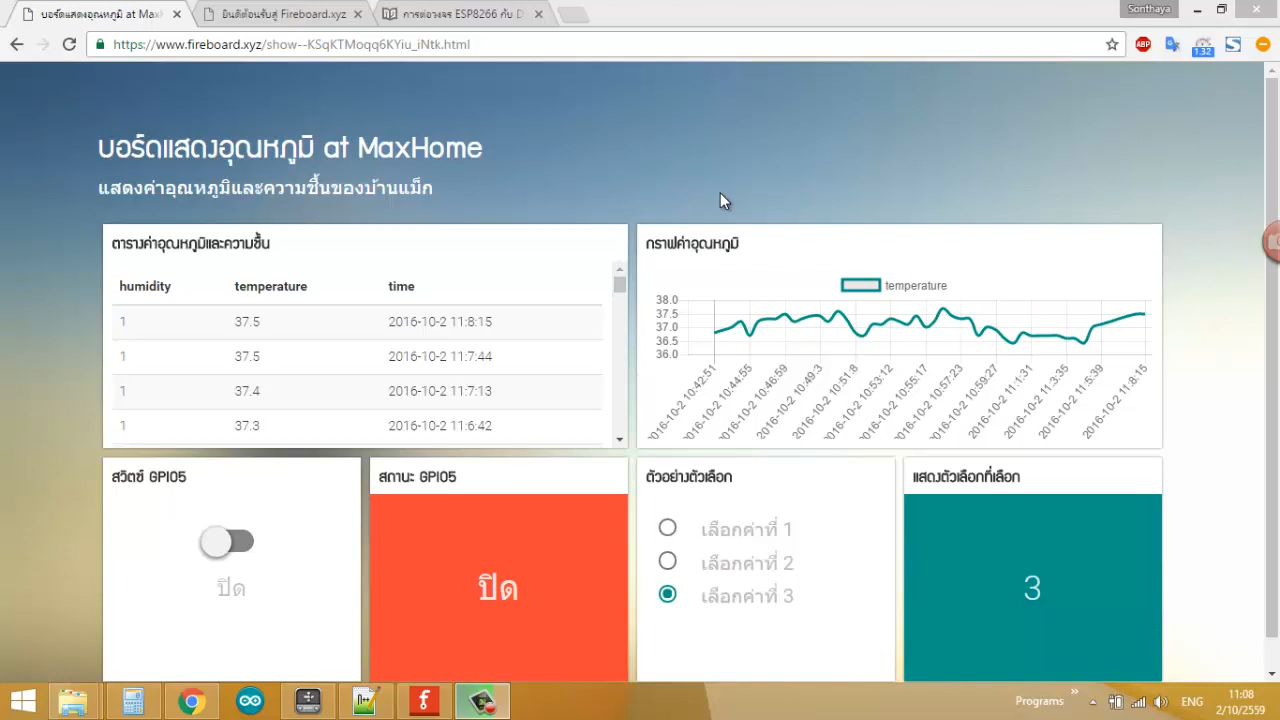 บอร์ดแสดงอุณหภูมิ at Max
ยินดีต้อนรับสู่ Fireboard.xyz
การต่อวงจร ESP8266 กับ D
Sonthaya
https://www.fireboard.xyz/show--KSqKTMoqq6KYiu_iNtk.html
ABP
1.32
บอร์ดแสดงอุณหภูมิ at MaxHome
แสดงค่าอุณหภูมิและความชื้นของบ้านแม็ก
ตารางค่าอุณหภูมิและความชื้น
humidity temperature time
1 37.5 2016-10-2 11:8:15
1 37.5 2016-10-2 11:7:44
1 37.4 2016-10-2 11:7:13
1 37.3 2016-10-2 11:6:42
กราฟค่าอุณหภูมิ
temperature
38.0
37.5
37.0
36.5
36.0
2016-10-2 10:42:51
2016-10-2 10:44:55
2016-10-2 10:46:59
2016-10-2 10:49:3
2016-10-2 10:51:8
2016-10-2 10:53:12
2016-10-2 10:55:17
2016-10-2 10:57:23
2016-10-2 10:59:27
2016-10-2 11:1:31
2016-10-2 11:3:35
2016-10-2 11:5:39
2016-10-2 11:8:15
สวิตซ์ GPIO5
ปิด
สถานะ GPIO5
ปิด
ตัวอย่างตัวเลือก
เลือกค่าที่ 1
เลือกค่าที่ 2
เลือกค่าที่ 3
แสดงตัวเลือกที่เลือก
3
Programs
ENG
11:08
2/10/2559